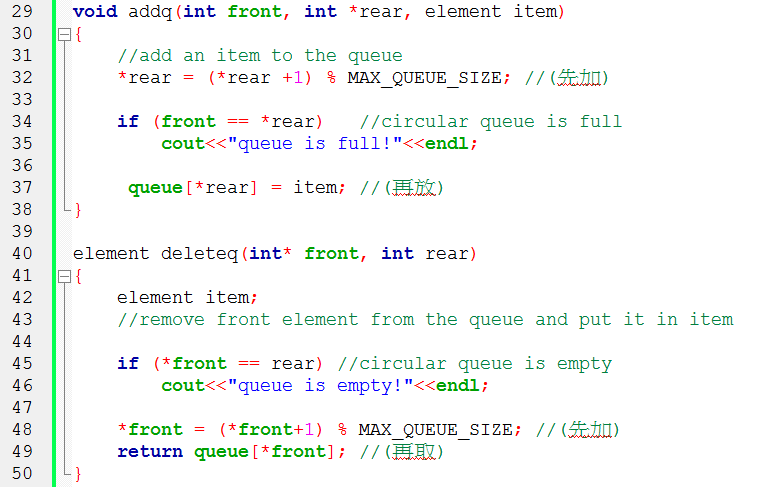 29 void addq(int front, int *rear, element item)
30 {
31 //add an item to the queue
32 *rear = (*rear +1) % MAX_QUEUE_SIZE; //(先加)
33
34 if (front == *rear) //circular queue is full
35 cout<<"queue is full!"<<endl;
36
37 queue[*rear] = item; //(再放)
38 }
39
40 element deleteq(int* front, int rear)
41 {
42 element item;
43 //remove front element from the queue and put it in item
44
45 if (*front == rear) //circular queue is empty
46 cout<<"queue is empty!"<<endl;
47
48 *front = (*front+1) % MAX_QUEUE_SIZE; //(先加)
49 return queue[*front]; //(再取)
50 }